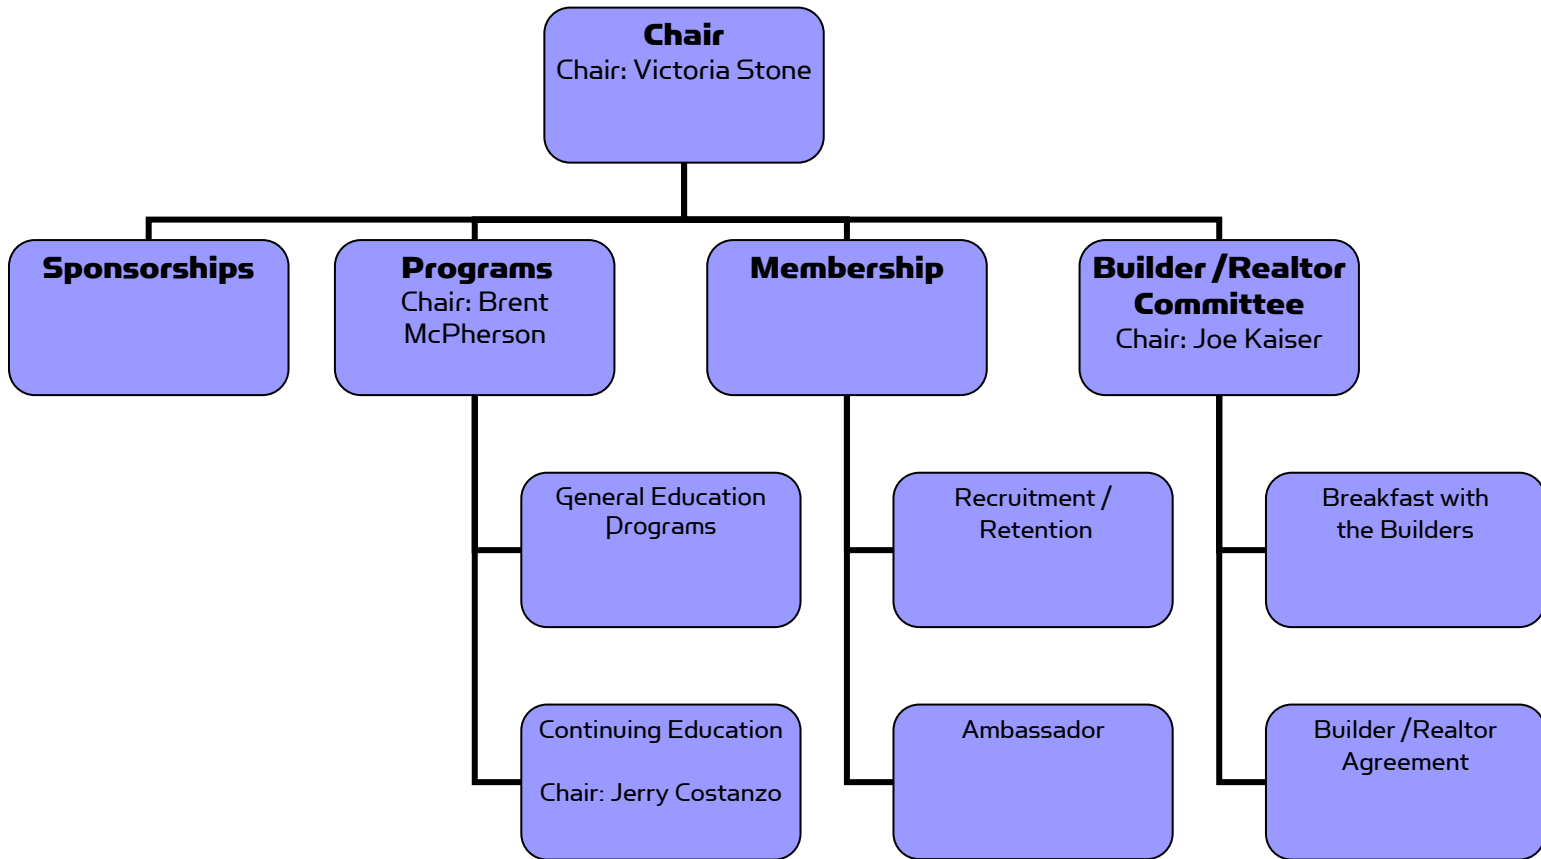 Chair
Chair: Victoria Stone
Sponsorships
Programs
Chair: Brent
McPherson
Membership
Builder /Realtor
Committee
Chair: Joe Kaiser
General Education
Programs
Recruitment /
Retention
Breakfast with
the Builders
Continuing Education
Chair: Jerry Costanzo
Ambassador
Builder /Realtor
Agreement